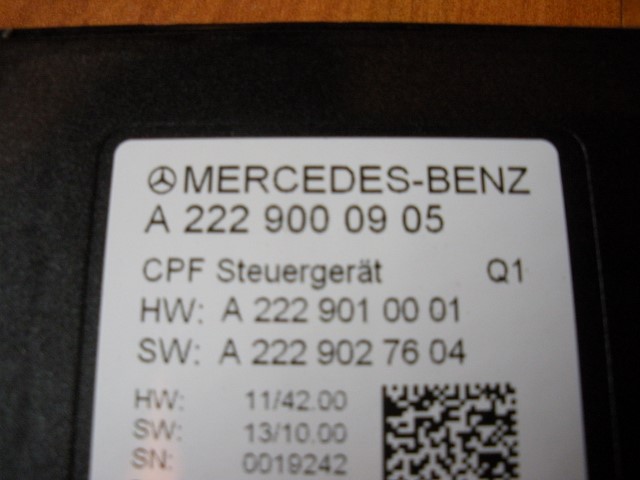 MERCEDES-BENZ
A 222 900 09 05
CPF Steuergerät Q1
HW: A 222 901 00 01
SW: A 222 902 76 04
HW: 11/42.00
SW: 13/10.00
SN: 0019242